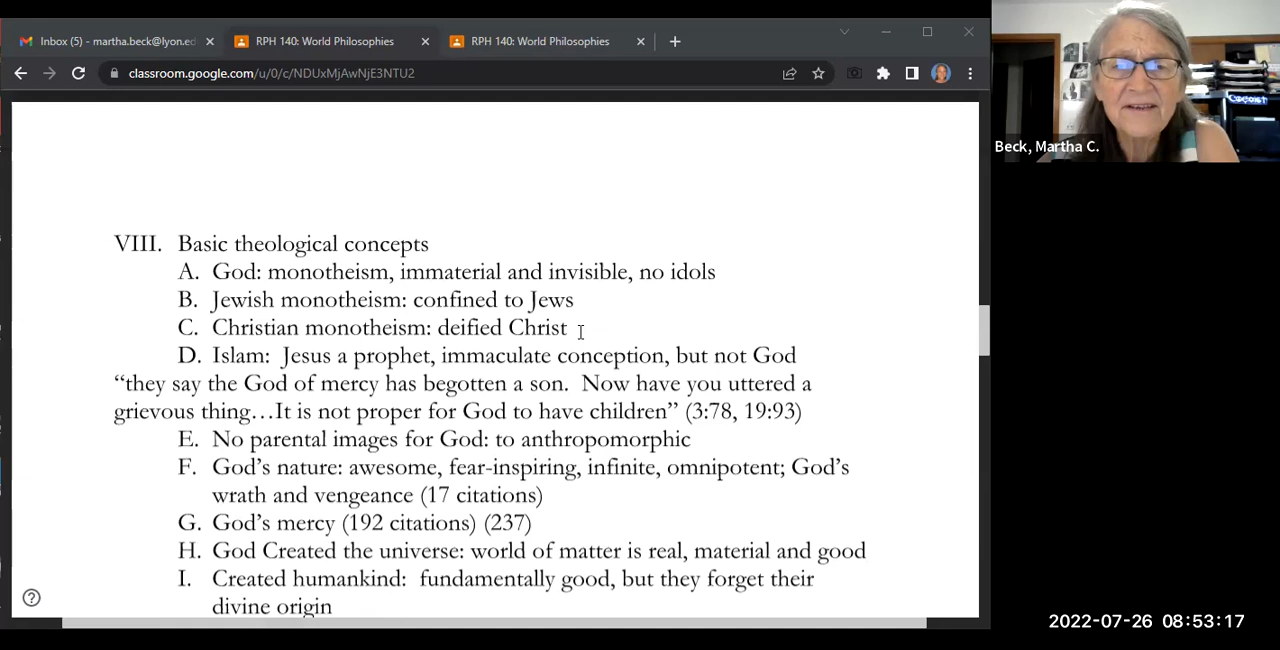 Inbox (5) - martha.beck@lyon.ed
RPH 140: World Philosophies
RPH 140: World Philosophies
classroom.google.com/u/0/c/NDUxMjAwNjE3NTU2
Beck, Martha C.
VIII. Basic theological concepts
A. God: monotheism, immaterial and invisible, no idols
B. Jewish monotheism: confined to Jews
C. Christian monotheism: deified Christ
D. Islam: Jesus a prophet, immaculate conception, but not God
“they say the God of mercy has begotten a son. Now have you uttered a
grievous thing…It is not proper for God to have children” (3:78, 19:93)
E. No parental images for God: to anthropomorphic
F. God’s nature: awesome, fear-inspiring, infinite, omnipotent; God’s
wrath and vengeance (17 citations)
G. God’s mercy (192 citations) (237)
H. God Created the universe: world of matter is real, material and good
I. Created humankind: fundamentally good, but they forget their
divine origin
2022-07-26 08:53:17